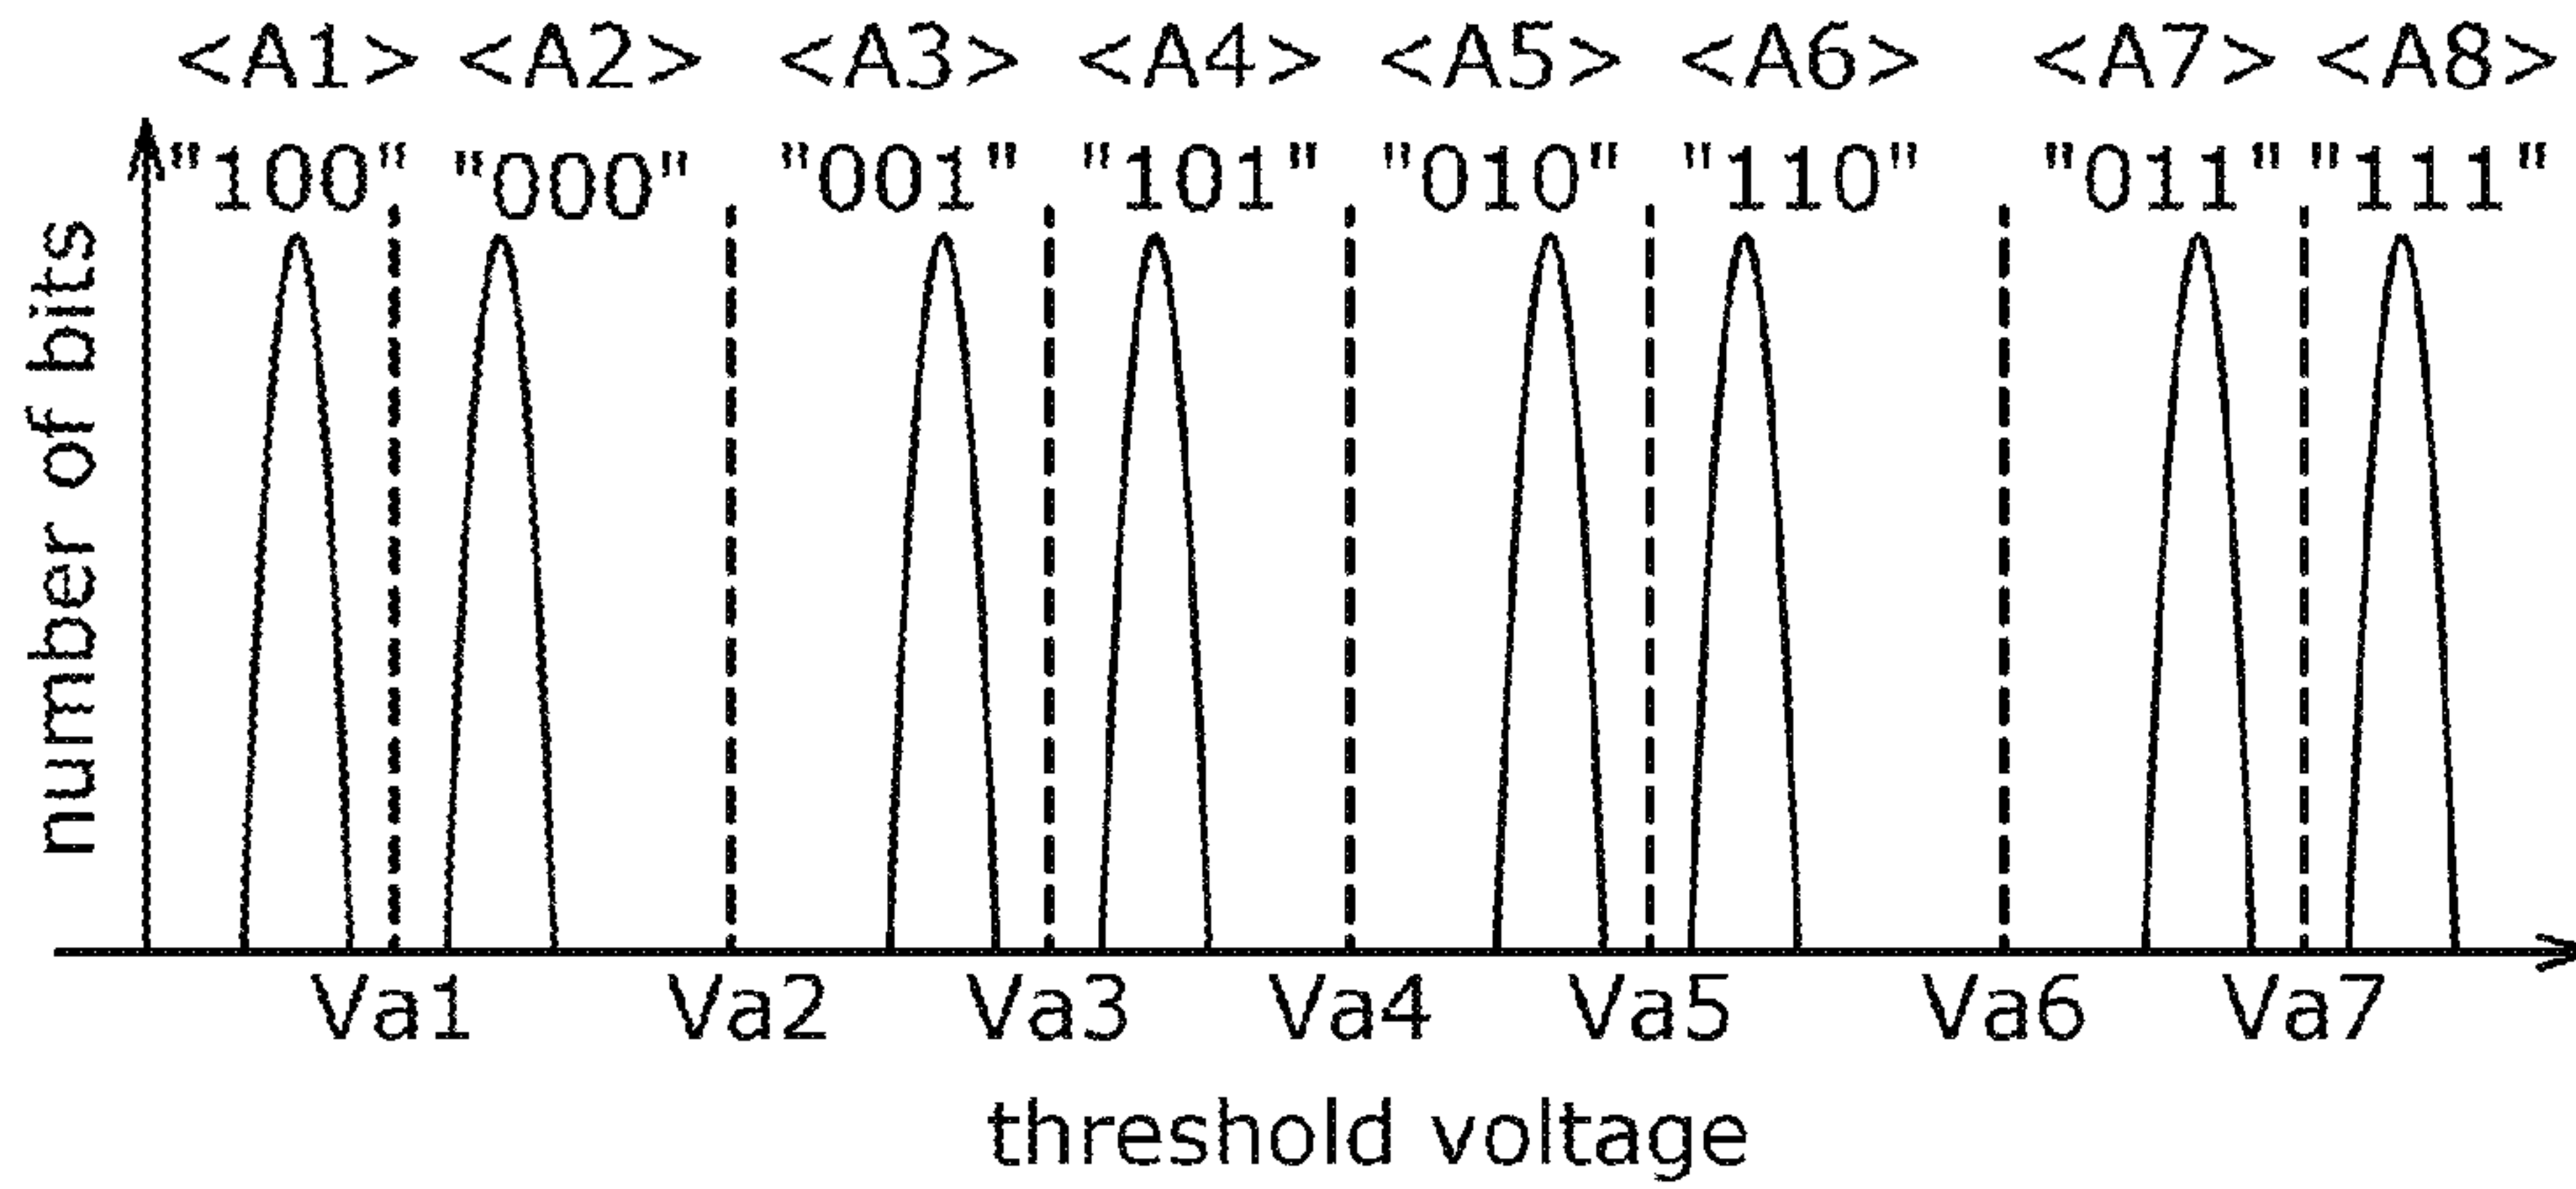 <A1> <A2> <A3> <A4> <A5> <A6> <A7> <A8>
"100" "000" "001" "101" "010" "110" "011" "111"
number of bits
Va1 Va2 Va3 Va4 Va5 Va6 Va7
threshold voltage